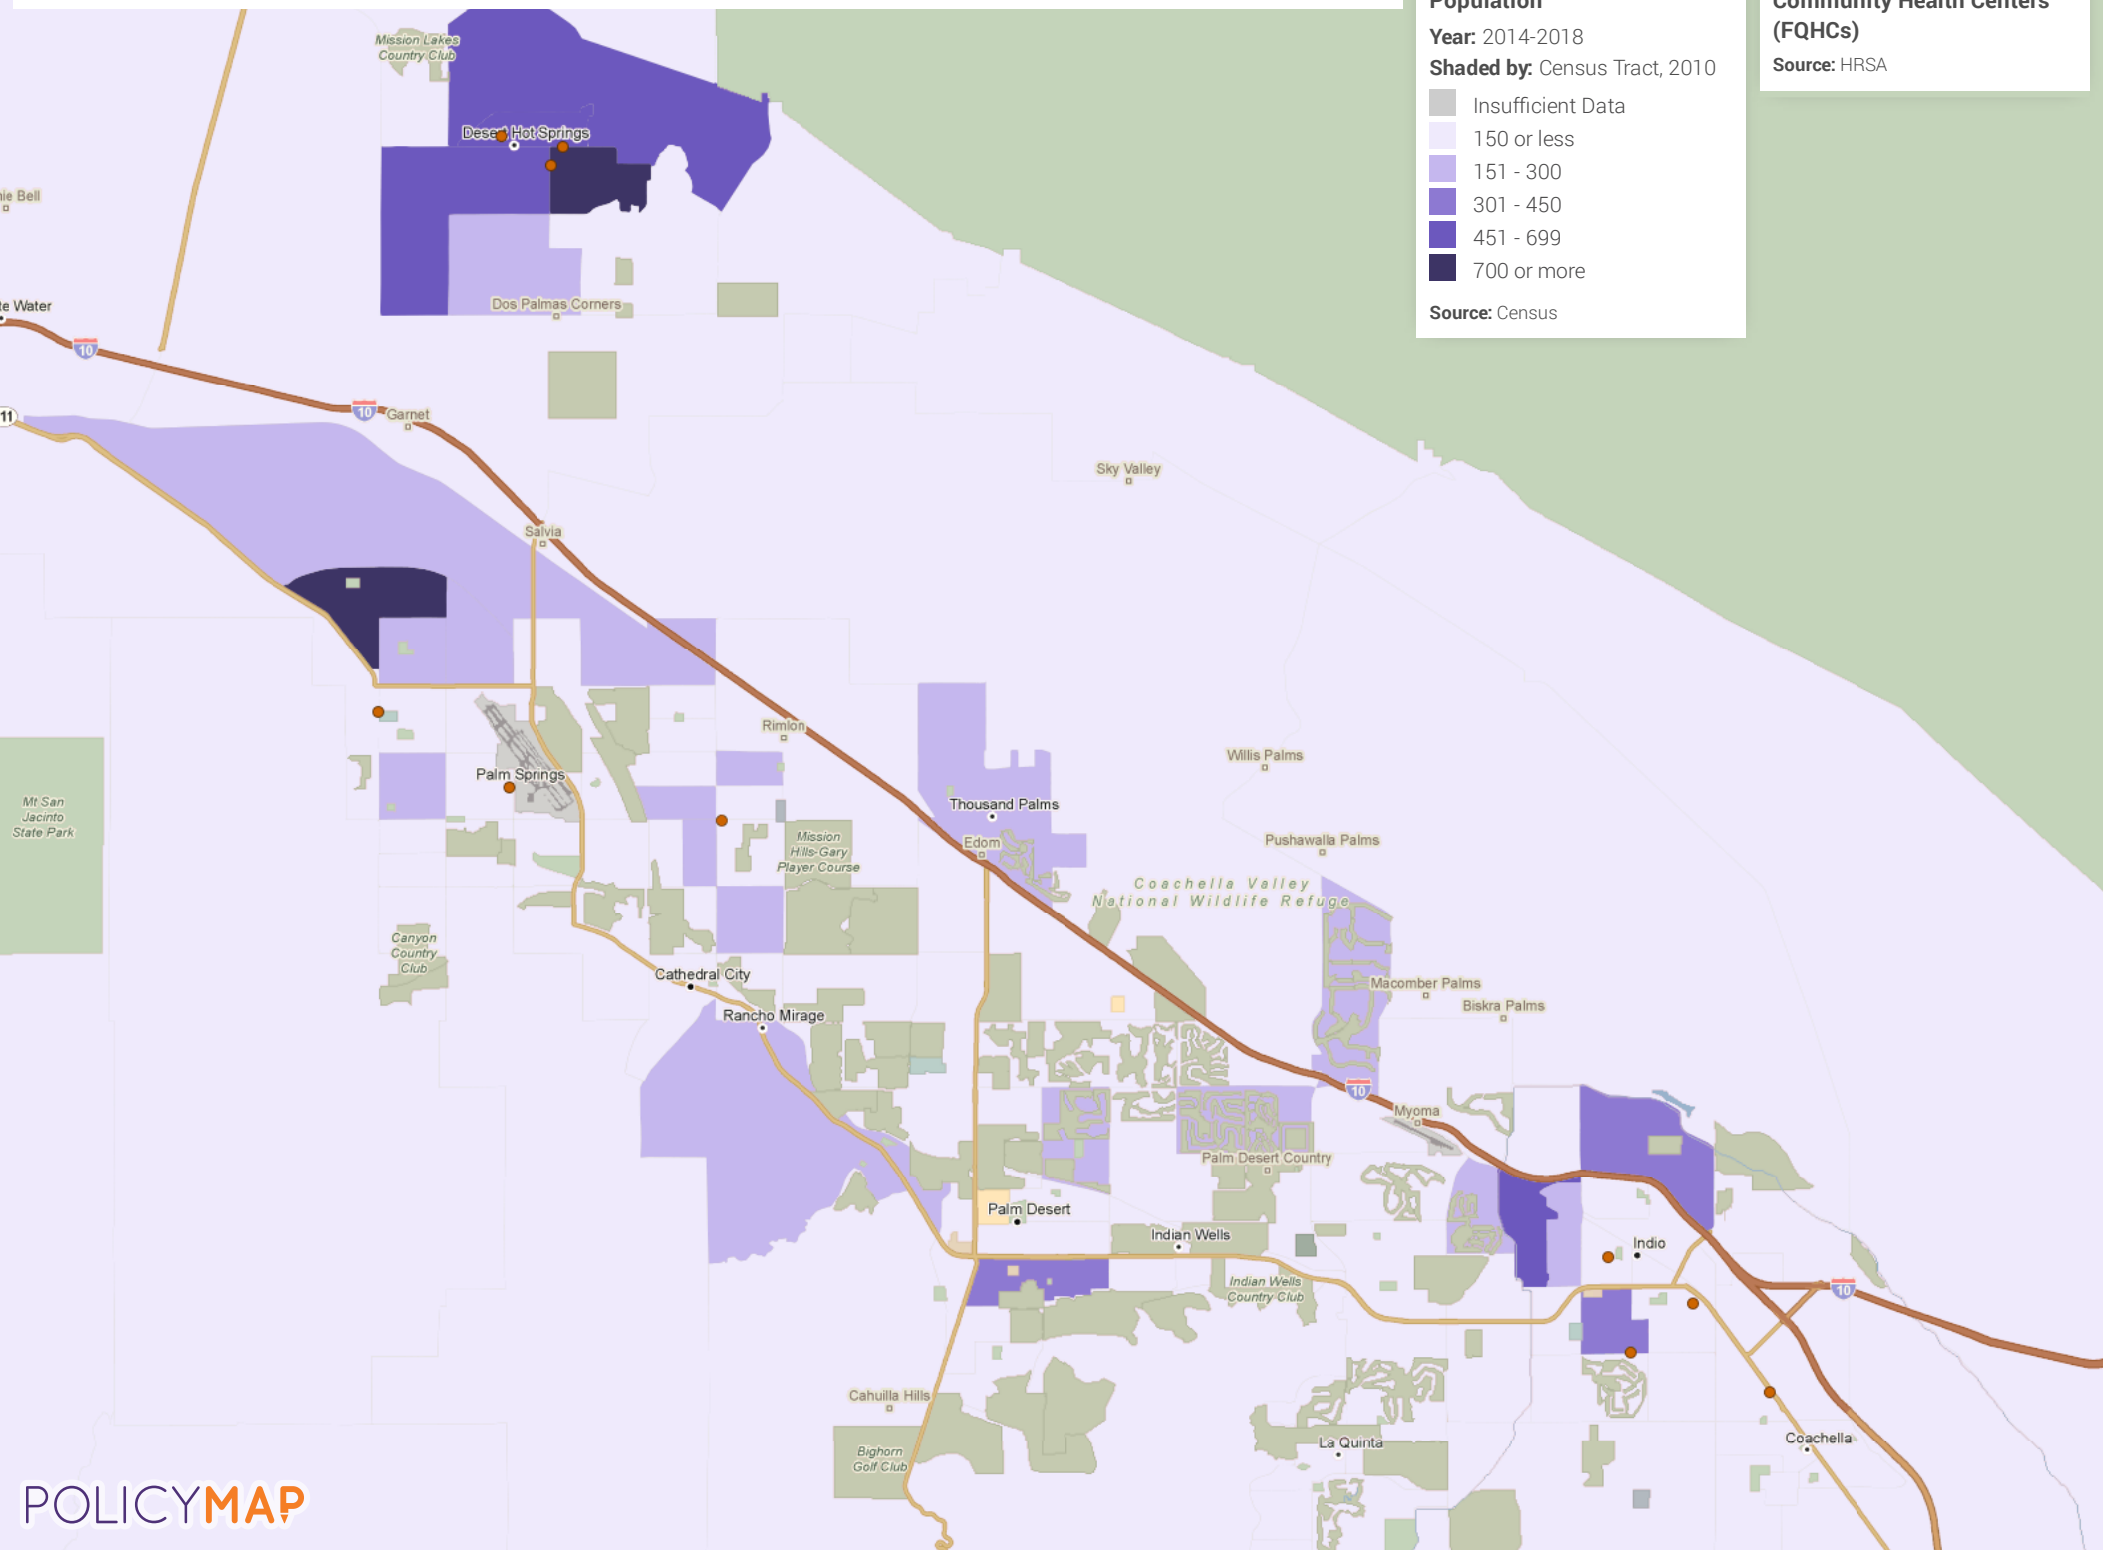 Population
Year: 2014-2018
Shaded by: Census Tract, 2010
Insufficient Data
150 or less
151 - 300
301 - 450
451 - 699
700 or more
Source: Census
Community Health Centers
(FQHCs)
Source: HRSA
Mission Lakes
Country Club
Desert Hot Springs
ie Bell
Dos Palmas Corners
te Water
10
10
Garnet
11
Sky Valley
Salvia
Rimlon
Willis Palms
Palm Springs
Mt San
Jacinto
State Park
Thousand Palms
Edom
Mission
Hills-Gary
Player Course
Pushawalla Palms
Coachella Valley
National Wildlife Refuge
Canyon
Country
Club
Cathedral City
Macomber Palms
Biskra Palms
Rancho Mirage
10
Myoma
Palm Desert Country
Palm Desert
Indian Wells
Indio
Indian Wells
Country Club
10
Cahuilla Hills
La Quinta
Coachella
Bighorn
Golf Club
POLICYMAP